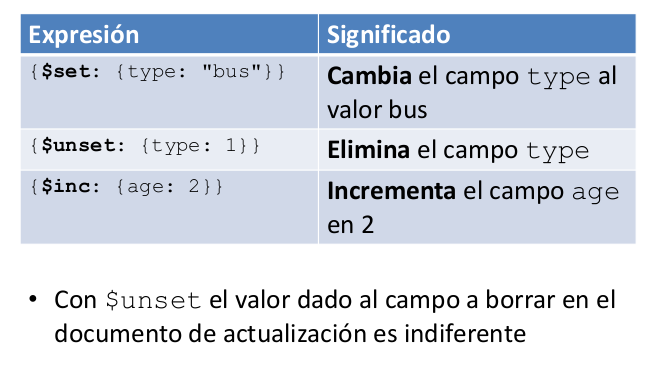 Expresión
Significado
{$set: {type: "bus"}}
Cambia el campo type al
valor bus
{$unset: {type: 1}}
Elimina el campo type
{$inc: {age: 2}}
Incrementa el campo age
en 2
• Con $unset el valor dado al campo a borrar en el
documento de actualización es indiferente